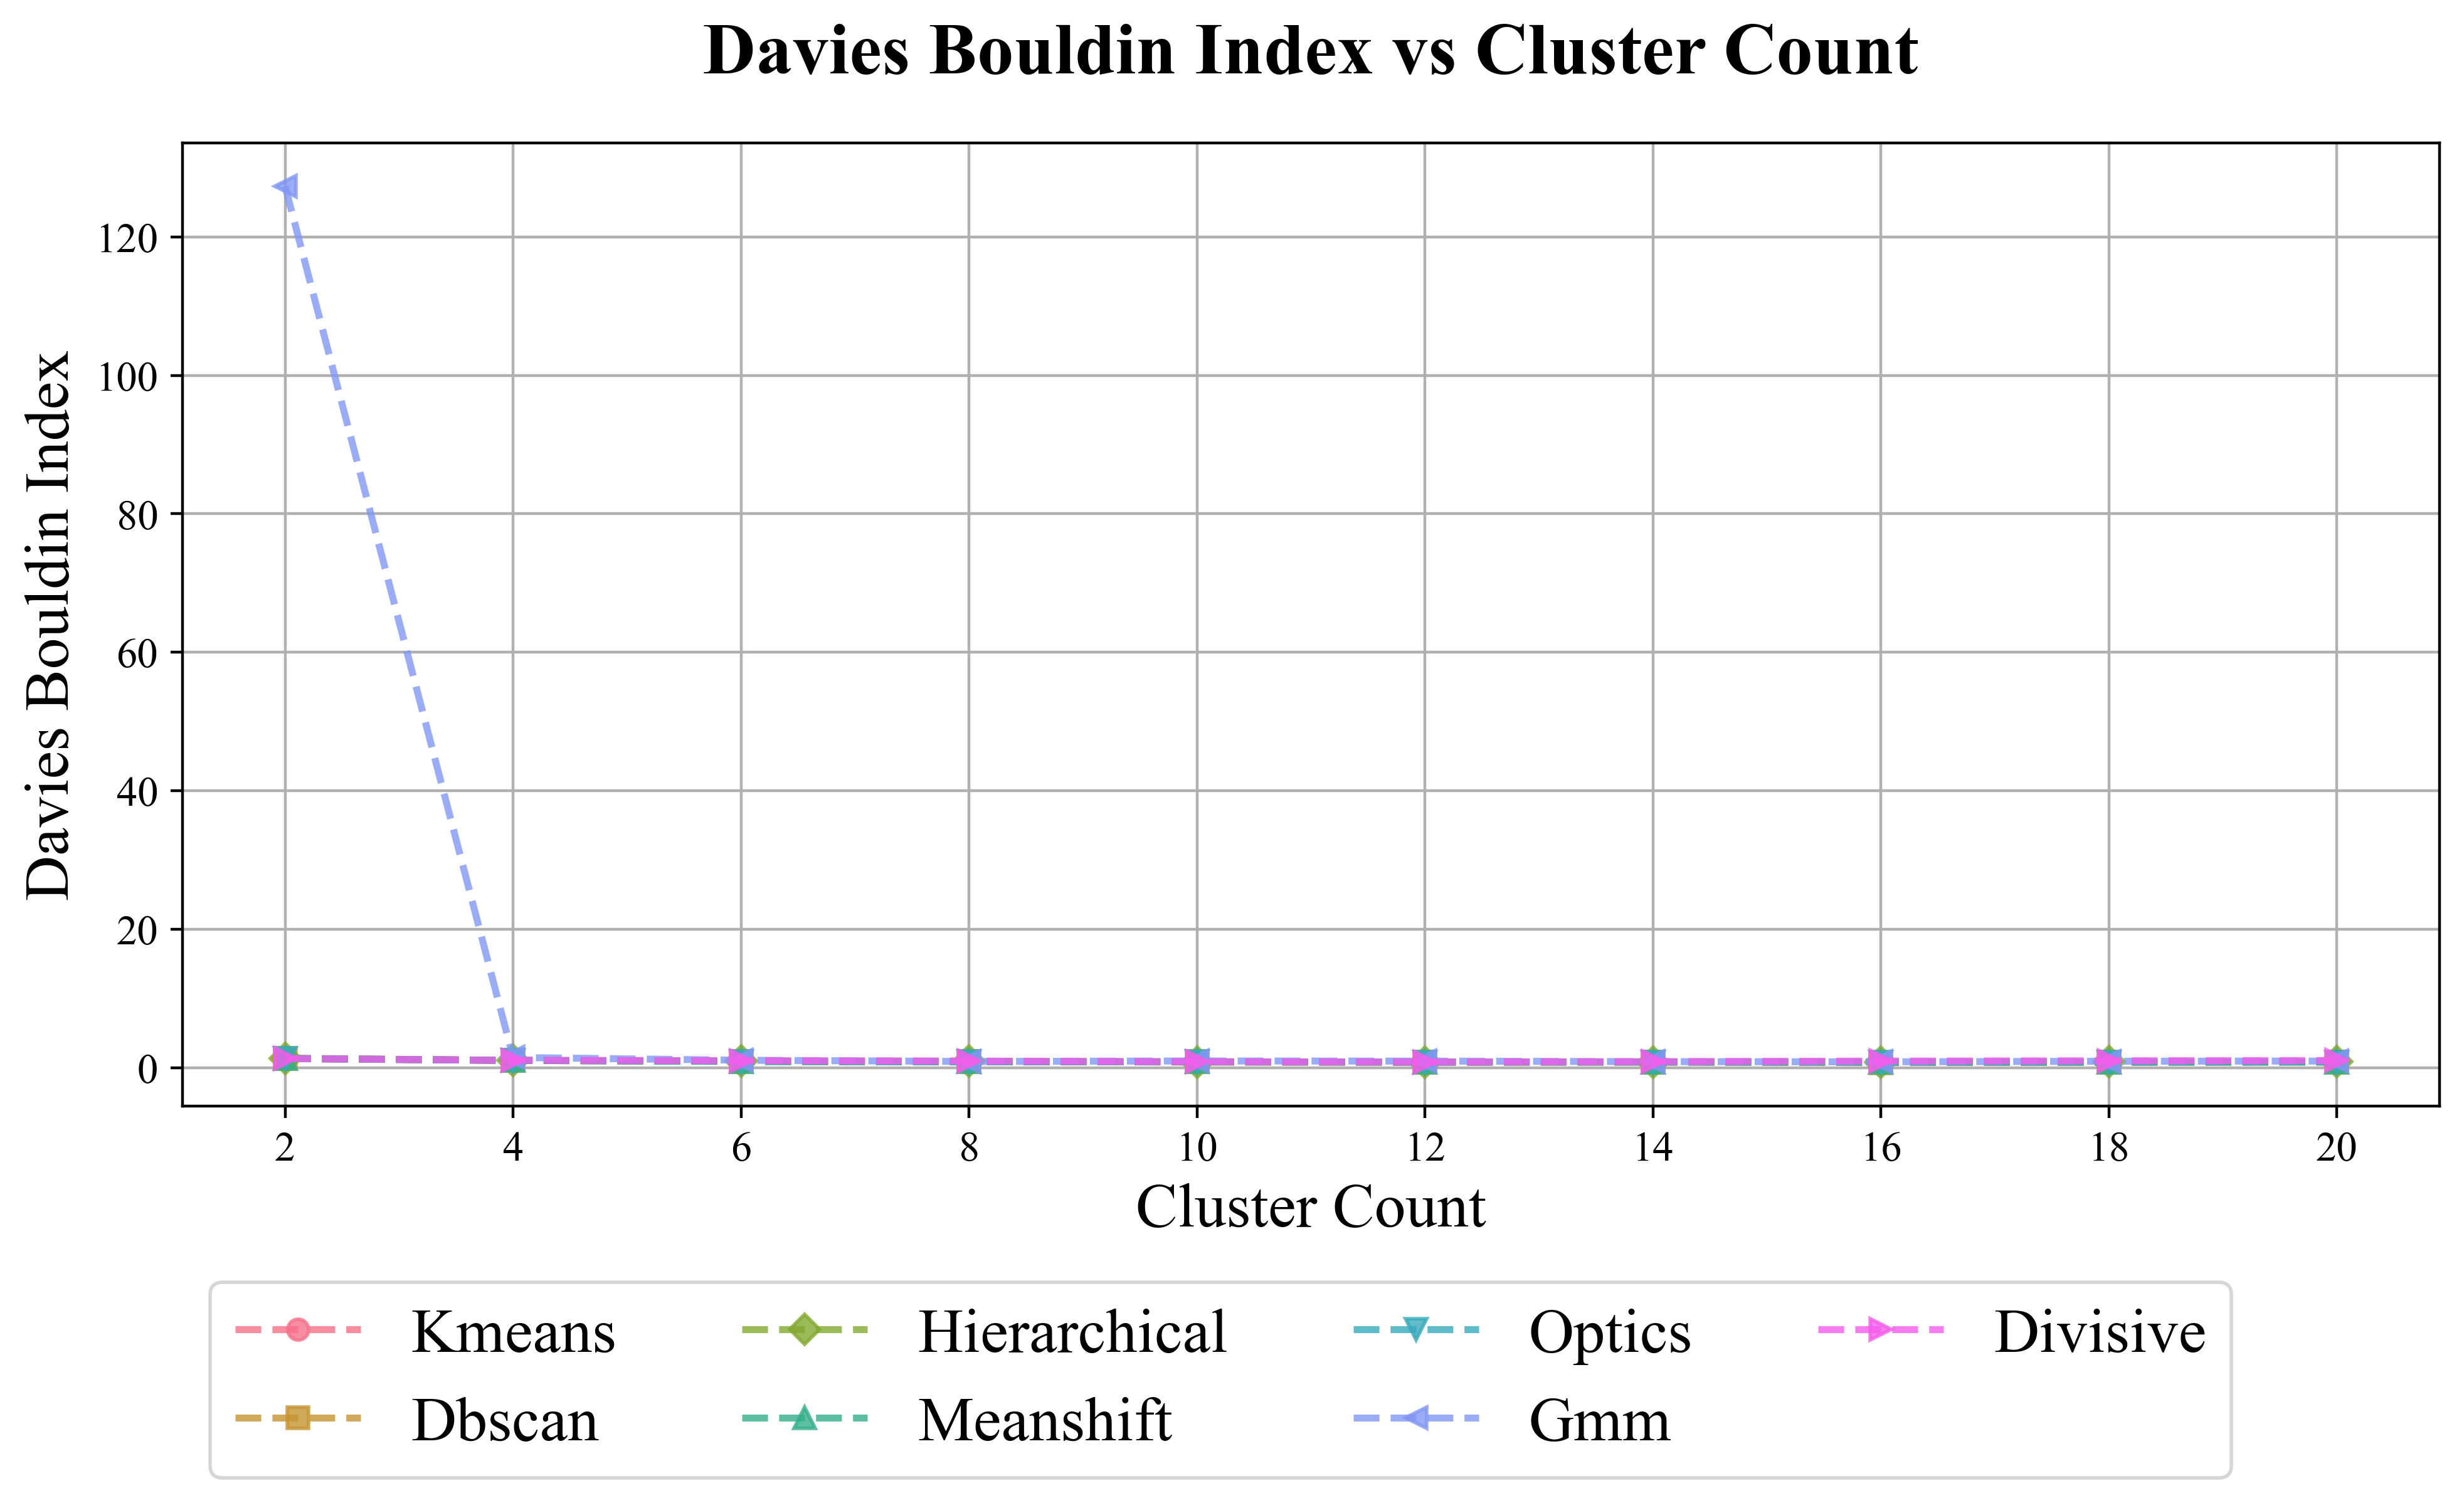 Davies Bouldin Index vs Cluster Count
Davies Bouldin Index
120
100
80
60
40
20
0
2 4 6 8 10 12 14 16 18 20
Cluster Count
Kmeans Hierarchical Optics Divisive
Dbscan Meanshift Gmm